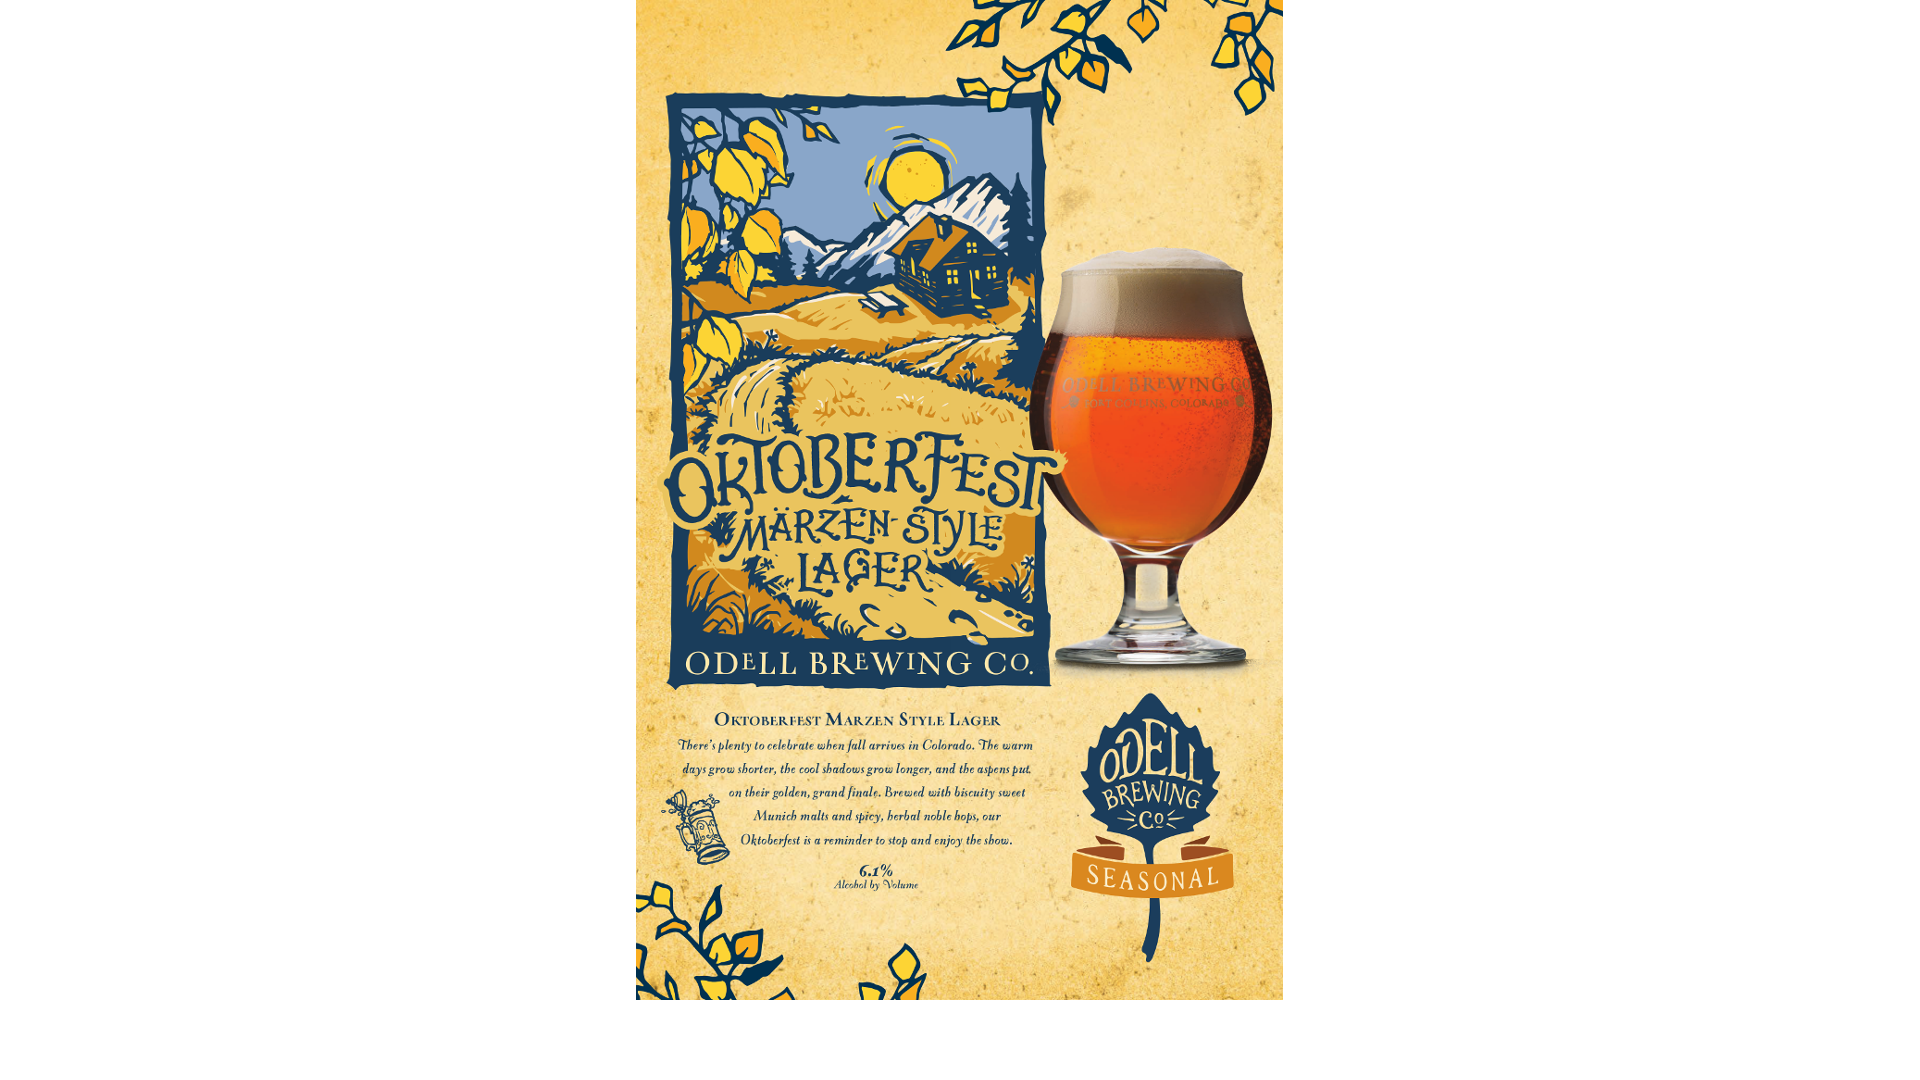 OKTOBERFEST
MÄRZEN-STYLE
LAGER
ODELL BREWING CO.
ODELL BREWING CO
FORT COLLINS, COLORADO
OKTOBERFEST MARZEN STYLE LAGER
There's plenty to celebrate when fall arrives in Colorado. The warm
days grow shorter, the cool shadows grow longer, and the aspens put
on their golden, grand finale. Brewed with biscuity sweet
Munich malts and spicy, herbal noble hops, our
Oktoberfest is a reminder to stop and enjoy the show.
6.1%
Alcohol by Volume
ODELL
BREWING
Co
SEASONAL